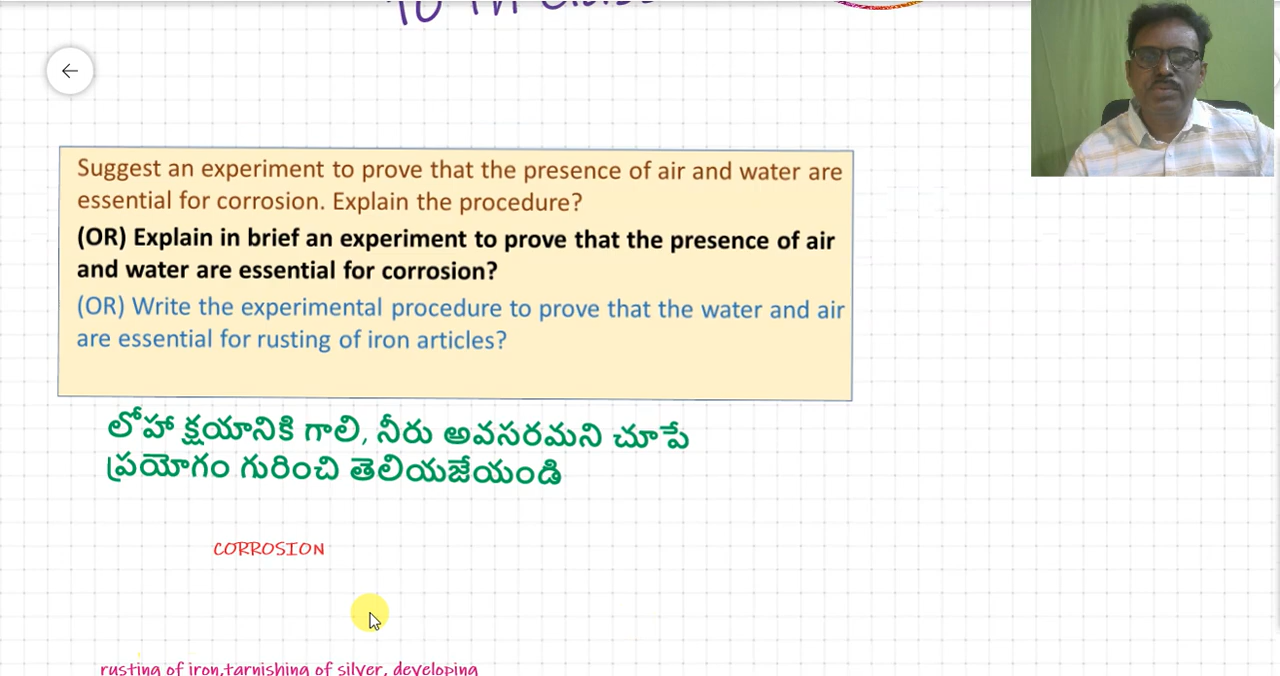 Suggest an experiment to prove that the presence of air and water are
essential for corrosion. Explain the procedure?
(OR) Explain in brief an experiment to prove that the presence of air
and water are essential for corrosion?
(OR) Write the experimental procedure to prove that the water and air
are essential for rusting of iron articles?
లోహా క్షయానికి గాలి, నీరు అవసరమని చూపే
ప్రయోగం గురించి తెలియజేయండి
CORROSION
rusting of iron,tarnishing of silver, developing